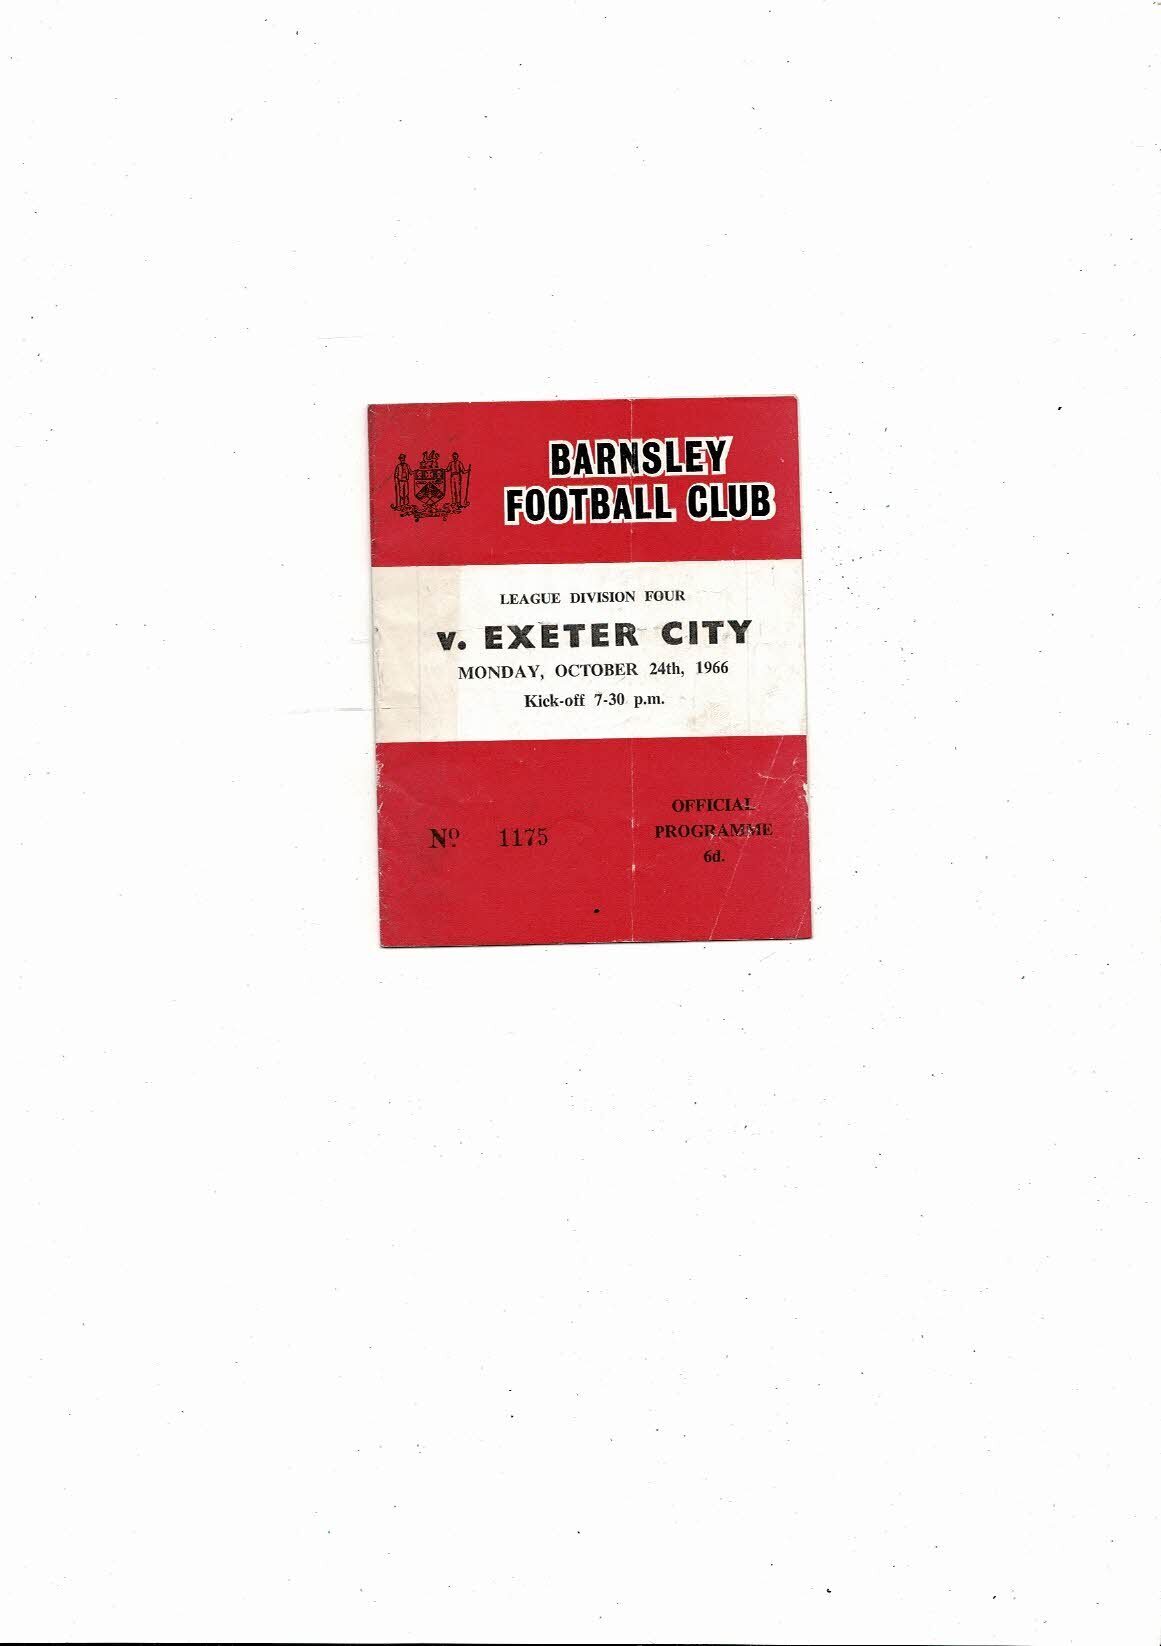 BARNSLEY
FOOTBALL CLUB
LEAGUE DIVISION FOUR
v. EXETER CITY
MONDAY, OCTOBER 24th, 1966
Kick-off 7-30 p.m.
Nº 1175
OFFICIAL
PROGRAMME
6d.